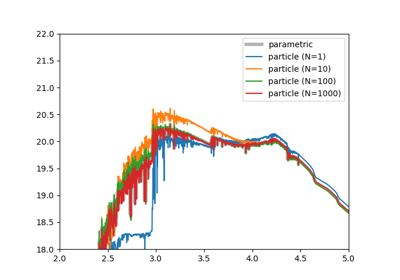 22.0
21.5
21.0
20.5
20.0
19.5
19.0
18.5
18.0
2.0 2.5 3.0 3.5 4.0 4.5 5.0
parametric
particle (N=1)
particle (N=10)
particle (N=100)
particle (N=1000)